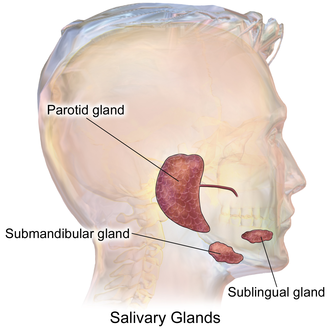 Parotid gland
Submandibular gland
Sublingual gland
Salivary Glands